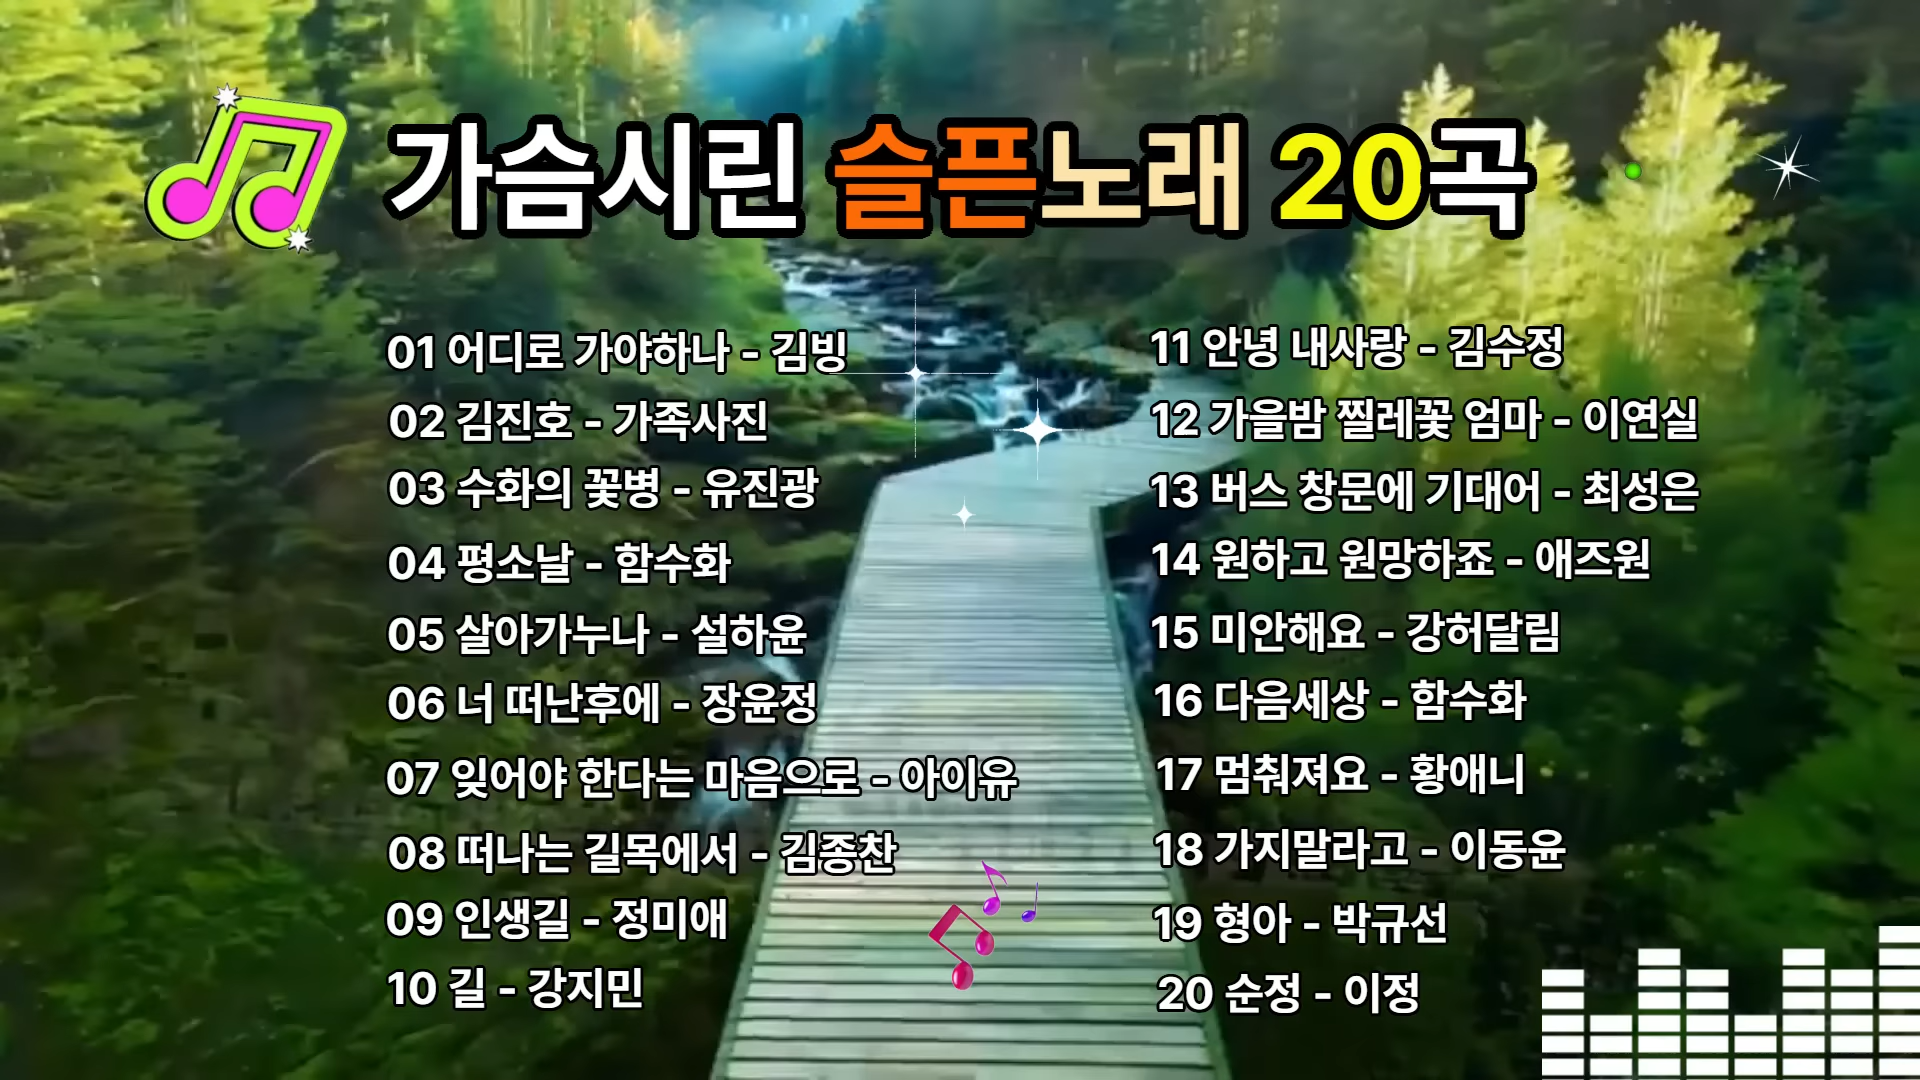 가슴시린 슬픈노래 20곡
01 어디로 가야하나 - 김빙
02 김진호 - 가족사진
03 수화의 꽃병 - 유진광
04 평소날 - 함수화
05 살아가누나 - 설하윤
06 너 떠난후에 - 장윤정
07 잊어야 한다는 마음으로 - 아이유
08 떠나는 길목에서 - 김종찬
09 인생길 - 정미애
10 길 - 강지민
11 안녕 내사랑 - 김수정
12 가을밤 찔레꽃 엄마 - 이연실
13 버스 창문에 기대어 - 최성은
14 원하고 원망하죠 - 애즈원
15 미안해요 - 강허달림
16 다음세상 - 함수화
17 멈춰져요 - 황애니
18 가지말라고 - 이동윤
19 형아 - 박규선
20 순정 - 이정